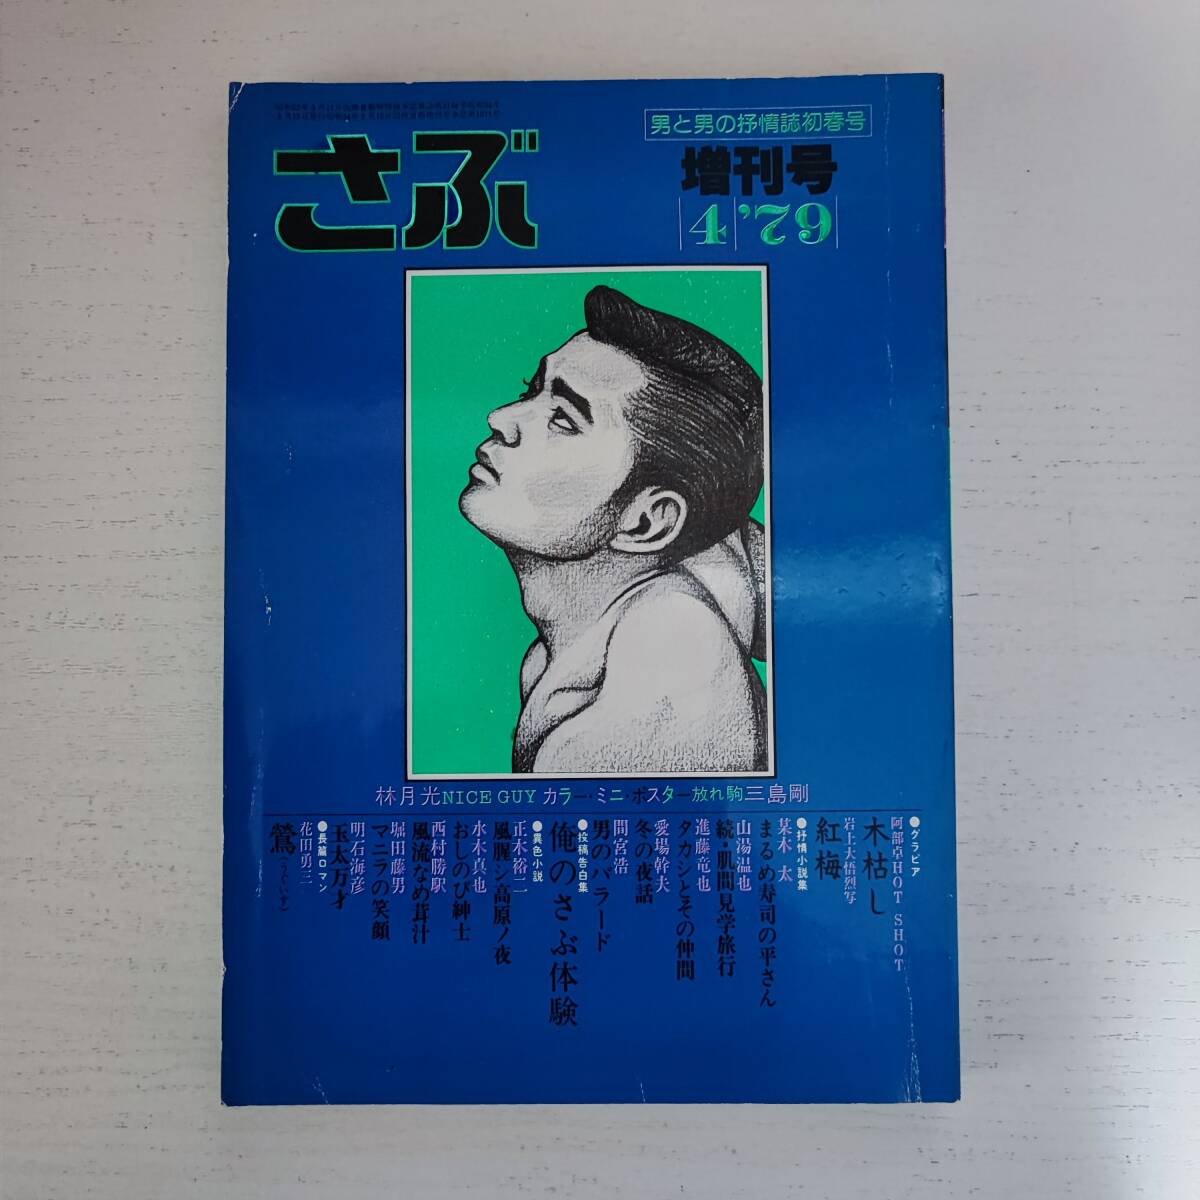 男と男の抒情誌初春号
さぶ
増刊号
4 '79
林月光NICE GUY カラー・ミニ・ポスター放れ駒三島剛
●グラビア
阿部卓HOT SHOT
木枯し
岩上大悟烈写
紅梅
●抒情小説集
某木 太
まるめ寿司の平さん
山湯温也
続・肌間見学旅行
進藤竜也
タカシとその仲間
愛場幹夫
冬の夜話
間宮浩
男のバラード
●投稿告白集
俺のさぶ体験
●異色小説
正木裕二
風腥シ高原ノ夜
水木真也
おしのび紳士
西村勝駅
風流なめ茸汁
堀田藤男
マニラの笑顔
明石海彦
玉太万才
●長篇ロマン
花田勇三
鶯(うぐいす)